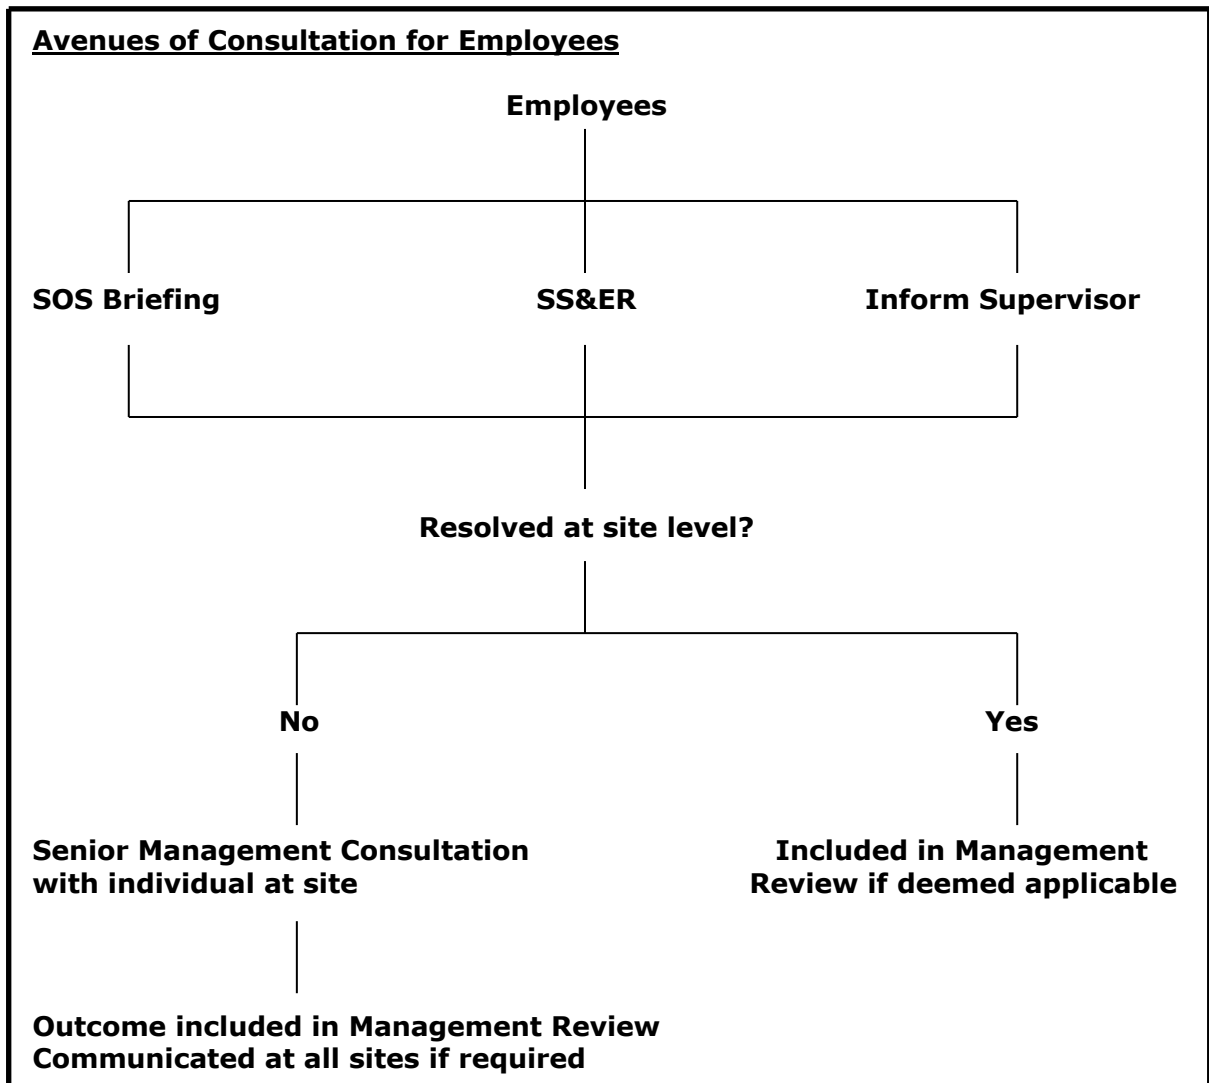 Avenues of Consultation for Employees
Employees
SOS Briefing
SS&ER
Inform Supervisor
Resolved at site level?
No
Yes
Senior Management Consultation
with individual at site
Included in Management
Review if deemed applicable
Outcome included in Management Review
Communicated at all sites if required